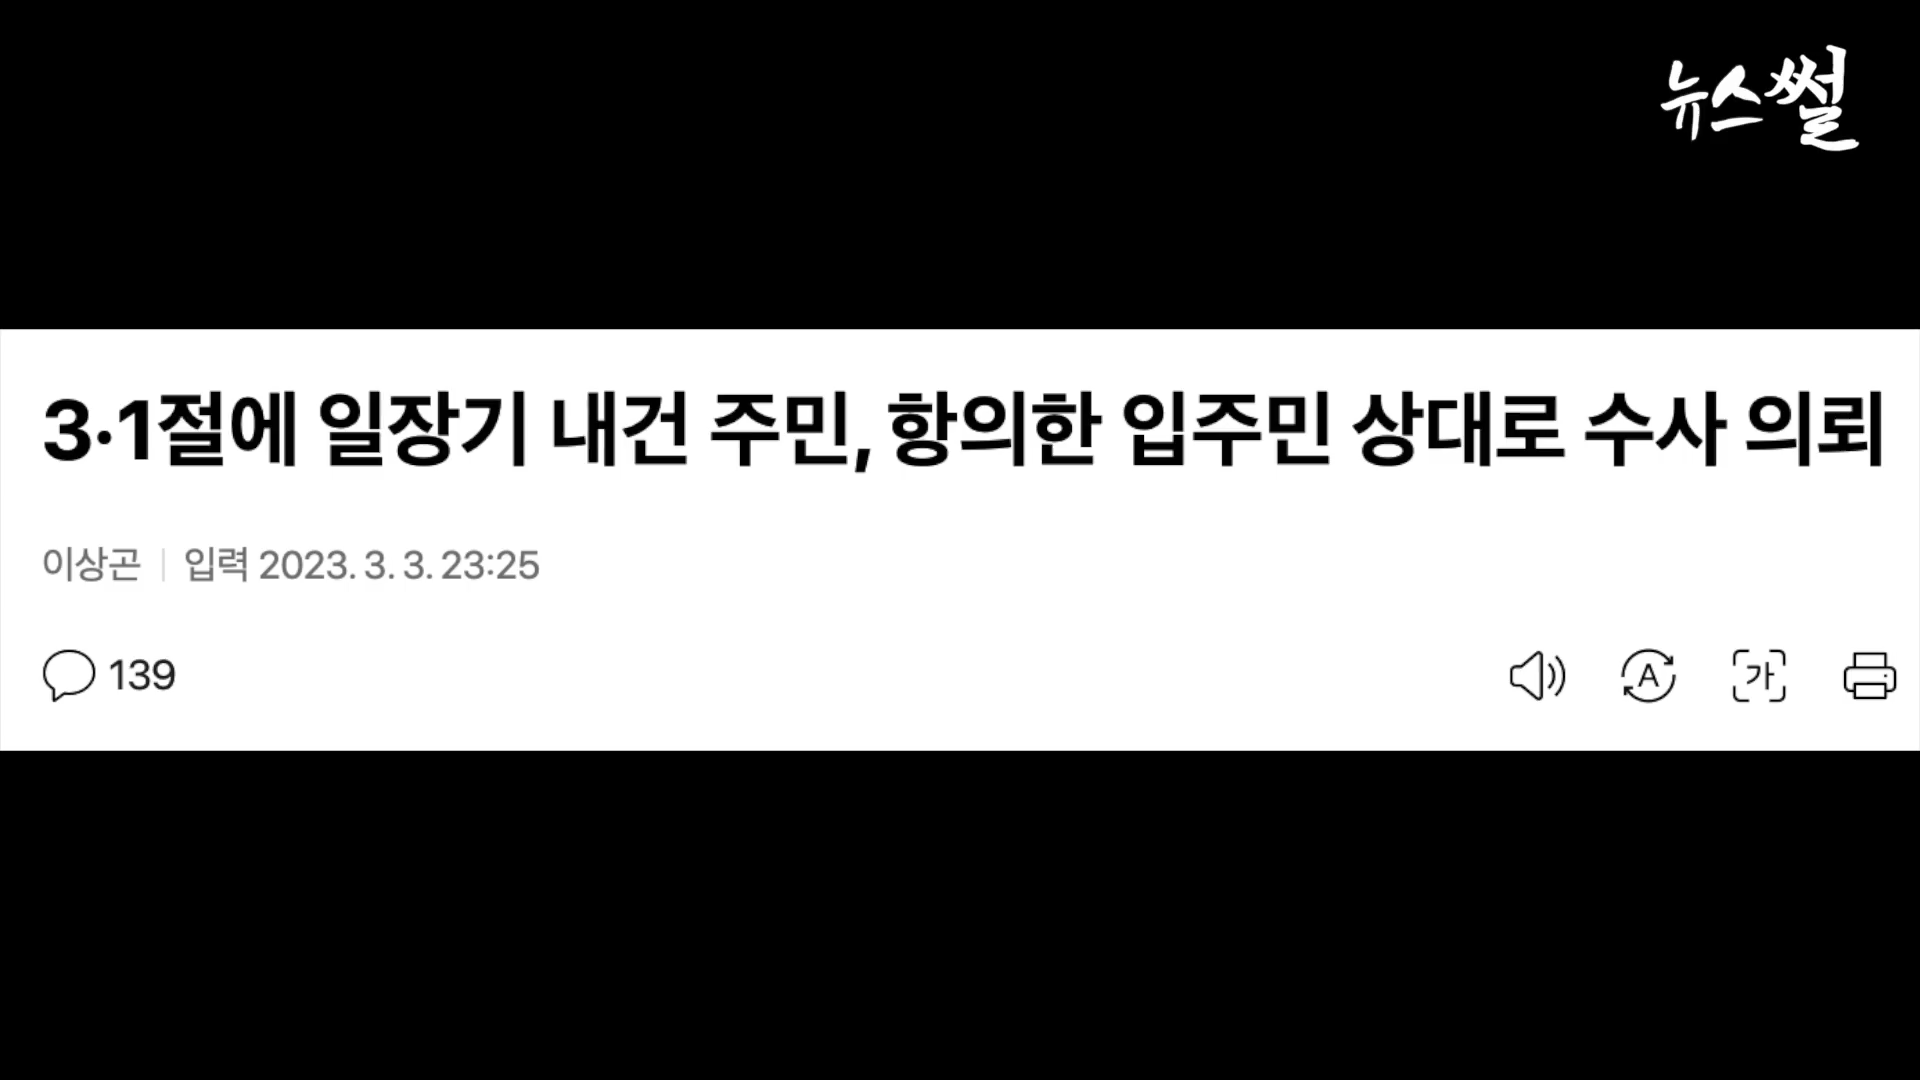 뉴스썰
3·1절에 일장기 내건 주민, 항의한 입주민 상대로 수사 의뢰
이상곤 | 입력 2023. 3. 3. 23:25
139
A
가